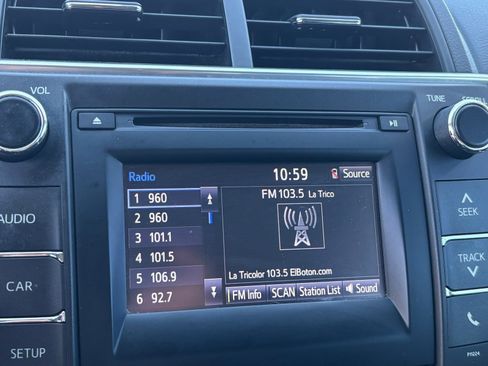 VOL
TUNE SCROLL
Radio 10:59 Source
1 960
2 960
3 101.1
4 101.5
5 106.9
6 92.7
FM 103.5 La Trico
La Tricolor 103.5 ElBoton.com
FM Info SCAN Station List Sound
AUDIO
CAR
SETUP
SEEK
TRACK
P11224